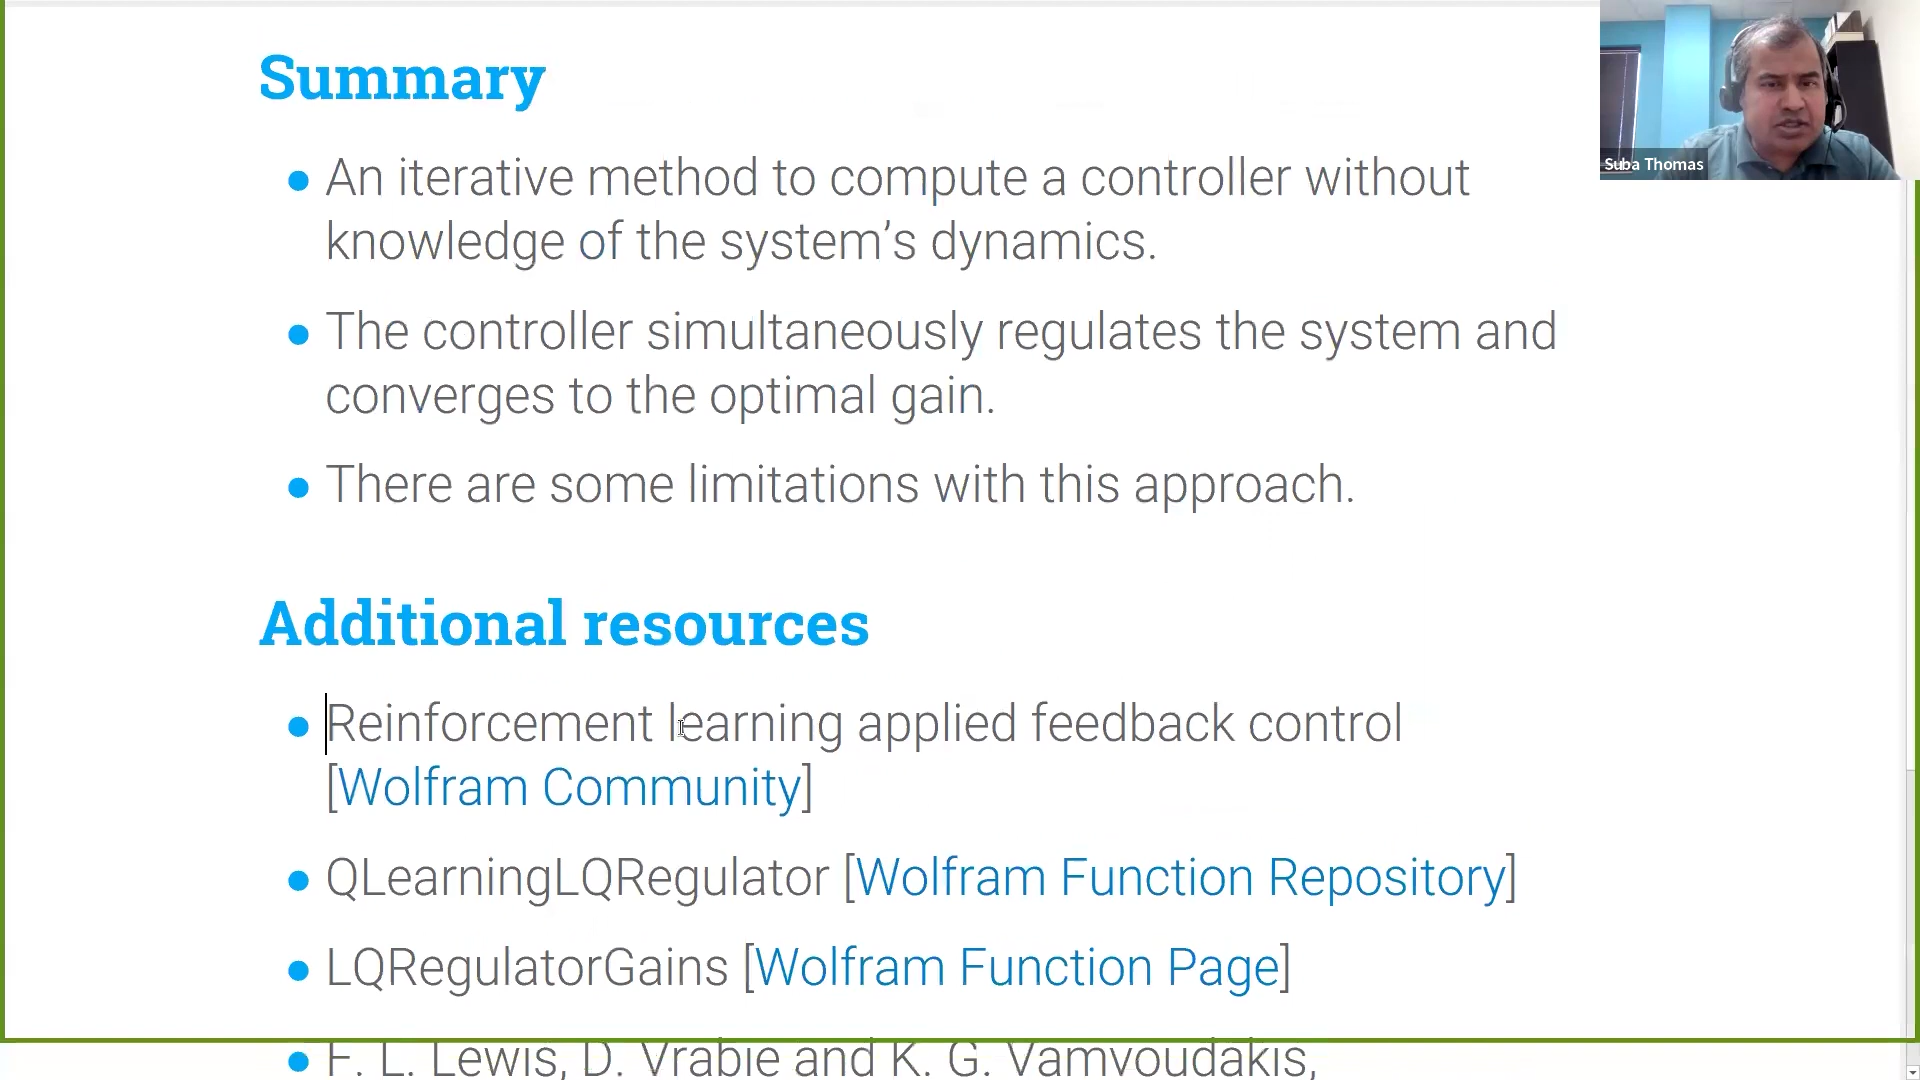 Summary
An iterative method to compute a controller without
knowledge of the system’s dynamics.
The controller simultaneously regulates the system and
converges to the optimal gain.
There are some limitations with this approach.
Additional resources
Reinforcement learning applied feedback control
[Wolfram Community]
QLearningLQRegulator [Wolfram Function Repository]
LQRegulatorGains [Wolfram Function Page]
F. L. Lewis, D. Vrabie and K. G. Vamvoudakis,
Suba Thomas